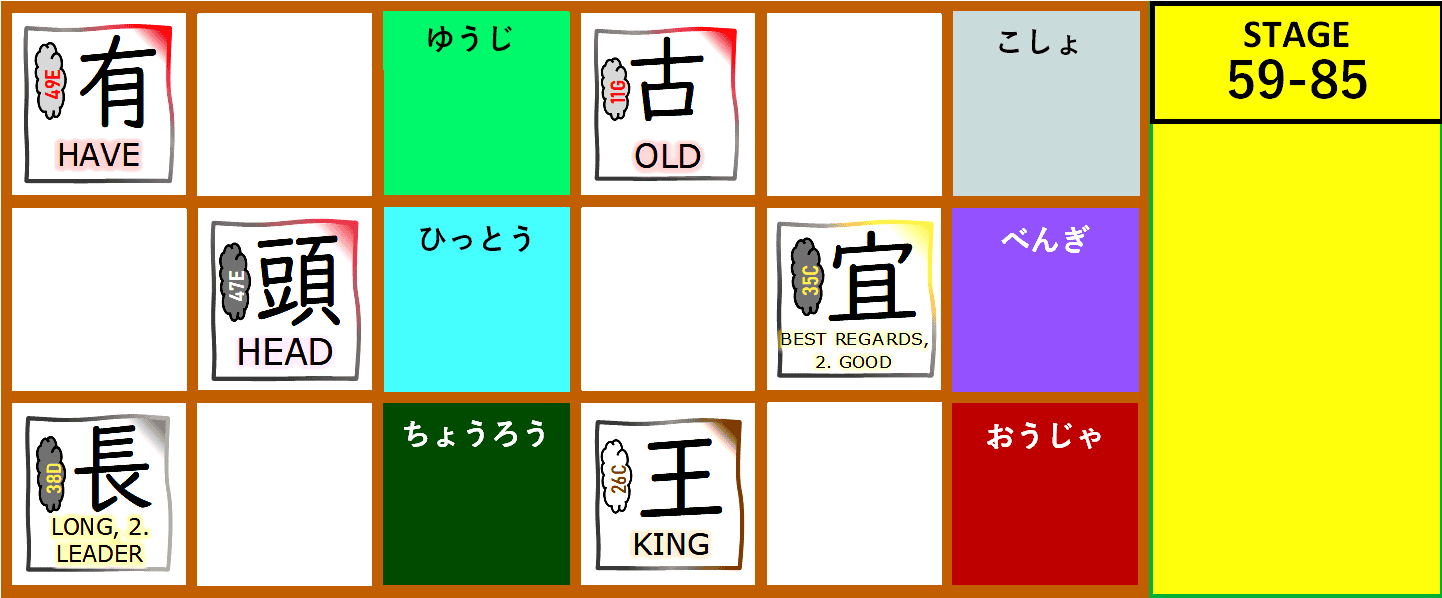 有
49E
HAVE
ゆうじ
古
11G
OLD
こしょ
STAGE
59-85
頭
47E
HEAD
ひっとう
宜
35C
BEST REGARDS,
2. GOOD
べんぎ
長
38D
LONG, 2.
LEADER
ちょうろう
王
26C
KING
おうじゃ